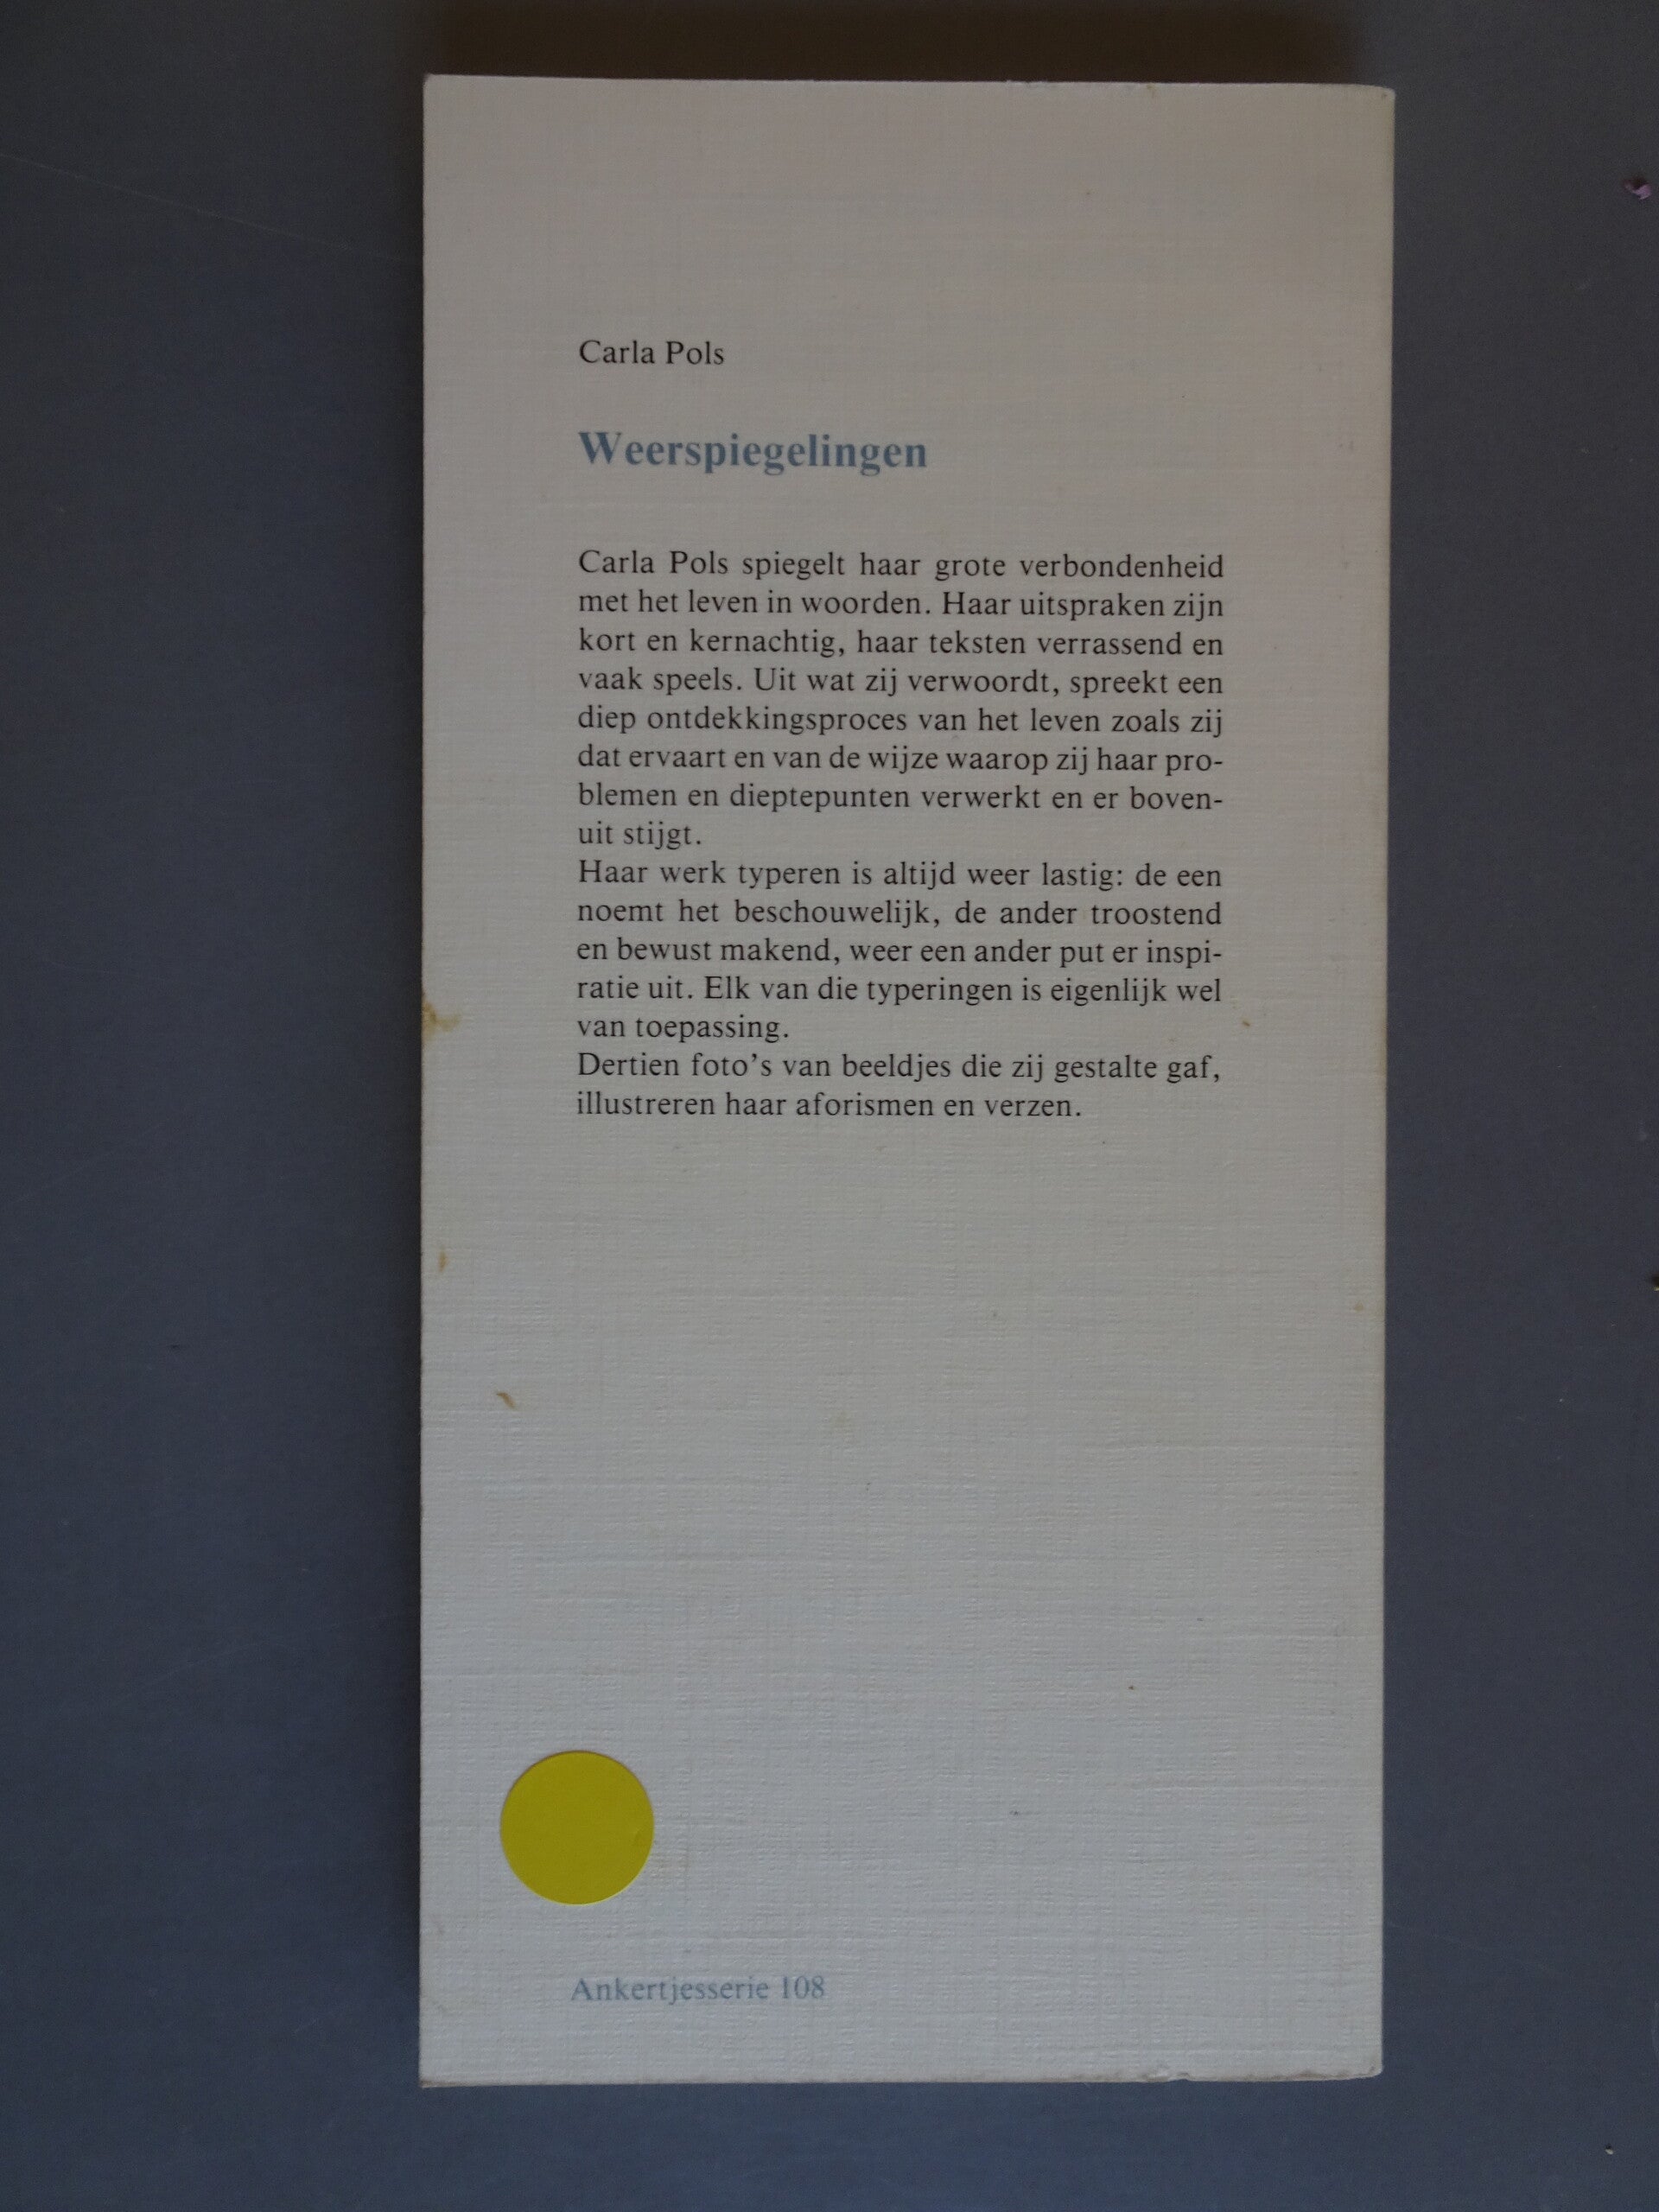 Carla Pols
Weerspiegelingen
Carla Pols spiegelt haar grote verbondenheid
met het leven in woorden. Haar uitspraken zijn
kort en kernachtig, haar teksten verrassend en
vaak speels. Uit wat zij verwoordt, spreekt een
diep ontdekkingsproces van het leven zoals zij
dat ervaart en van de wijze waarop zij haar pro-
blemen en dieptepunten verwerkt en er boven-
uit stijgt.
Haar werk typeren is altijd weer lastig: de een
noemt het beschouwelijk, de ander troostend
en bewust makend, weer een ander put er inspi-
ratie uit. Elk van die typeringen is eigenlijk wel
van toepassing.
Dertien foto's van beeldjes die zij gestalte gaf,
illustreren haar aforismen en verzen.
Ankertjesserie 108